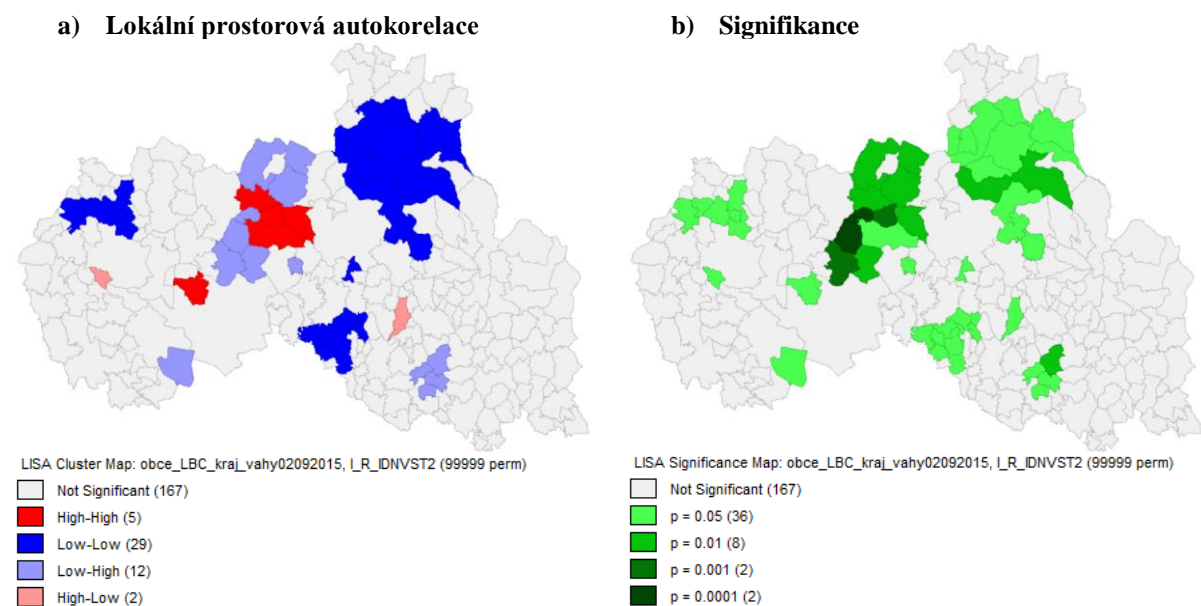 a) Lokální prostorová autokorelace
LISA Cluster Map: obce_LBC_kraj_vahy02092015, I_R_IDNVST2 (99999 perm)
Not Significant (167)
High-High (5)
Low-Low (29)
Low-High (12)
High-Low (2)
b) Signifikance
LISA Significance Map: obce_LBC_kraj_vahy02092015, I_R_IDNVST2 (99999 perm)
Not Significant (167)
p = 0.05 (36)
p = 0.01 (8)
p = 0.001 (2)
p = 0.0001 (2)